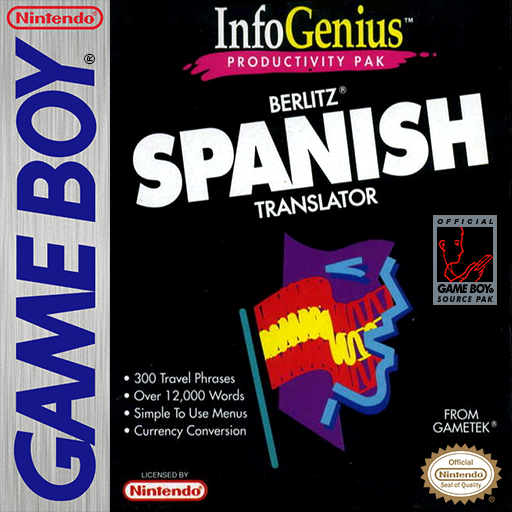 Nintendo®
GAME BOY®
InfoGenius™
PRODUCTIVITY PAK
BERLITZ®
SPANISH
TRANSLATOR
OFFICIAL
GAME BOY®
SOURCE PAK
• 300 Travel Phrases
• Over 12,000 Words
• Simple To Use Menus
• Currency Conversion
FROM
GAMETEK®
LICENSED BY
Nintendo®
Official
Nintendo
Seal of Quality
®